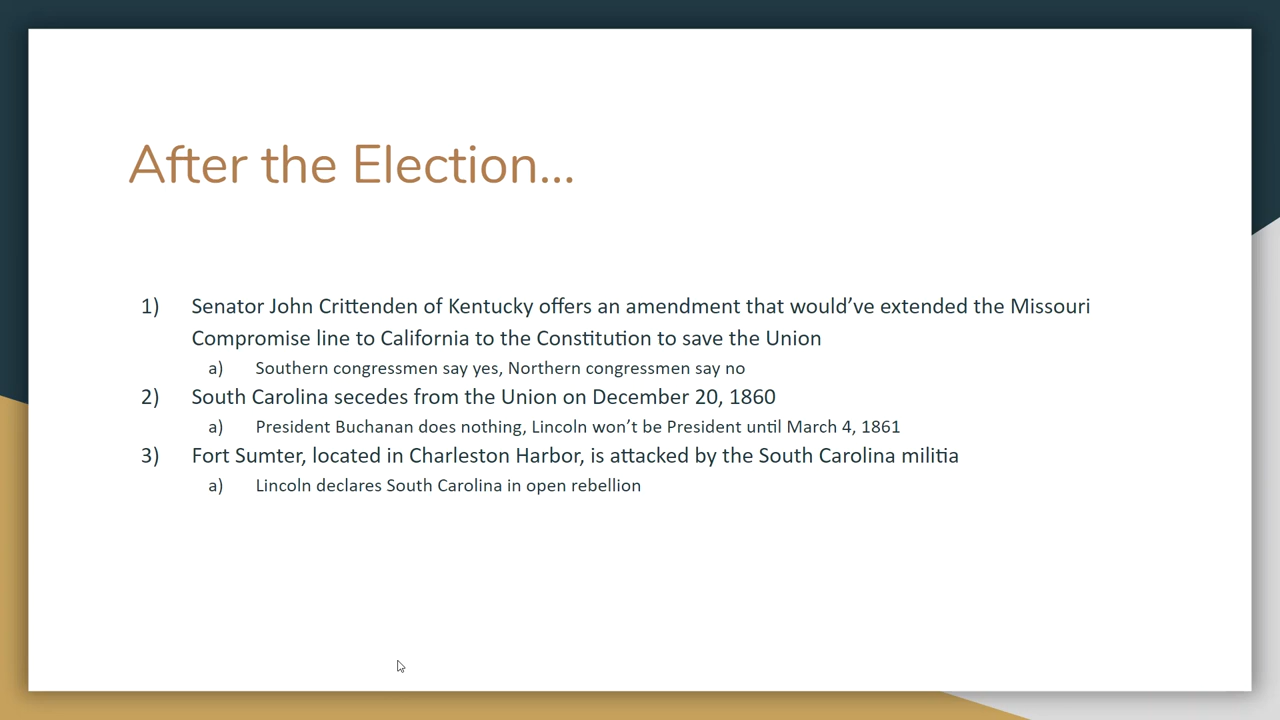 After the Election...
1) Senator John Crittenden of Kentucky offers an amendment that would’ve extended the Missouri
Compromise line to California to the Constitution to save the Union
a) Southern congressmen say yes, Northern congressmen say no
2) South Carolina secedes from the Union on December 20, 1860
a) President Buchanan does nothing, Lincoln won’t be President until March 4, 1861
3) Fort Sumter, located in Charleston Harbor, is attacked by the South Carolina militia
a) Lincoln declares South Carolina in open rebellion